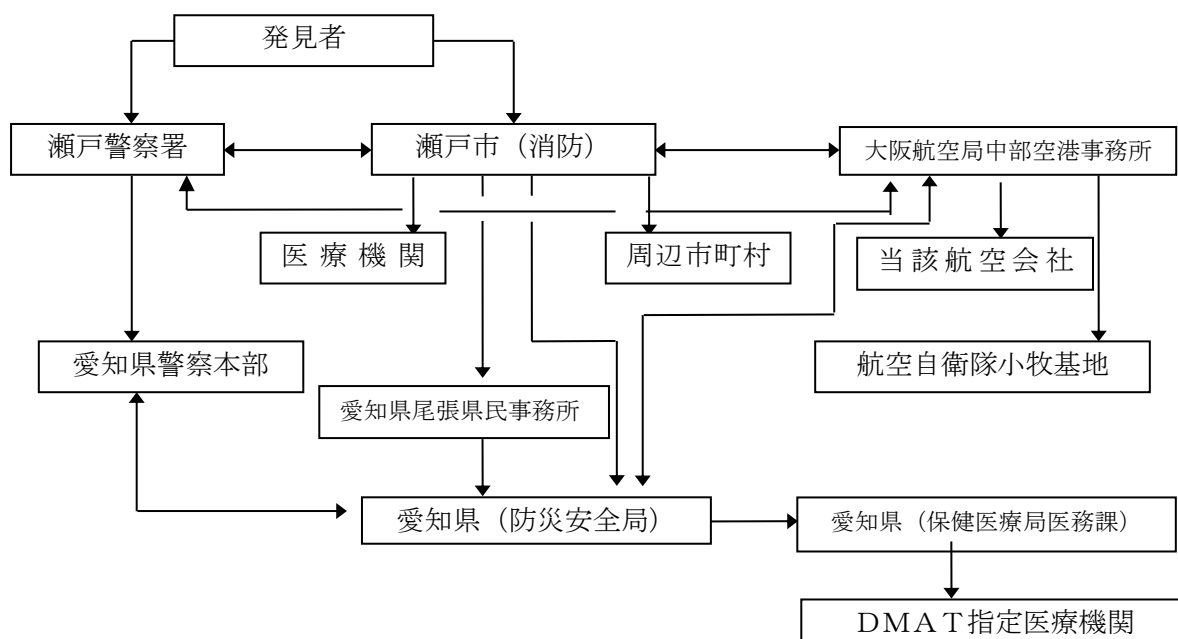 発見者
瀬戸警察署
瀬戸市（消防）
大阪航空局中部空港事務所
医療機関
周辺市町村
当該航空会社
愛知県警察本部
航空自衛隊小牧基地
愛知県尾張県民事務所
愛知県（防災安全局）
愛知県（保健医療局医務課）
ＤＭＡＴ指定医療機関